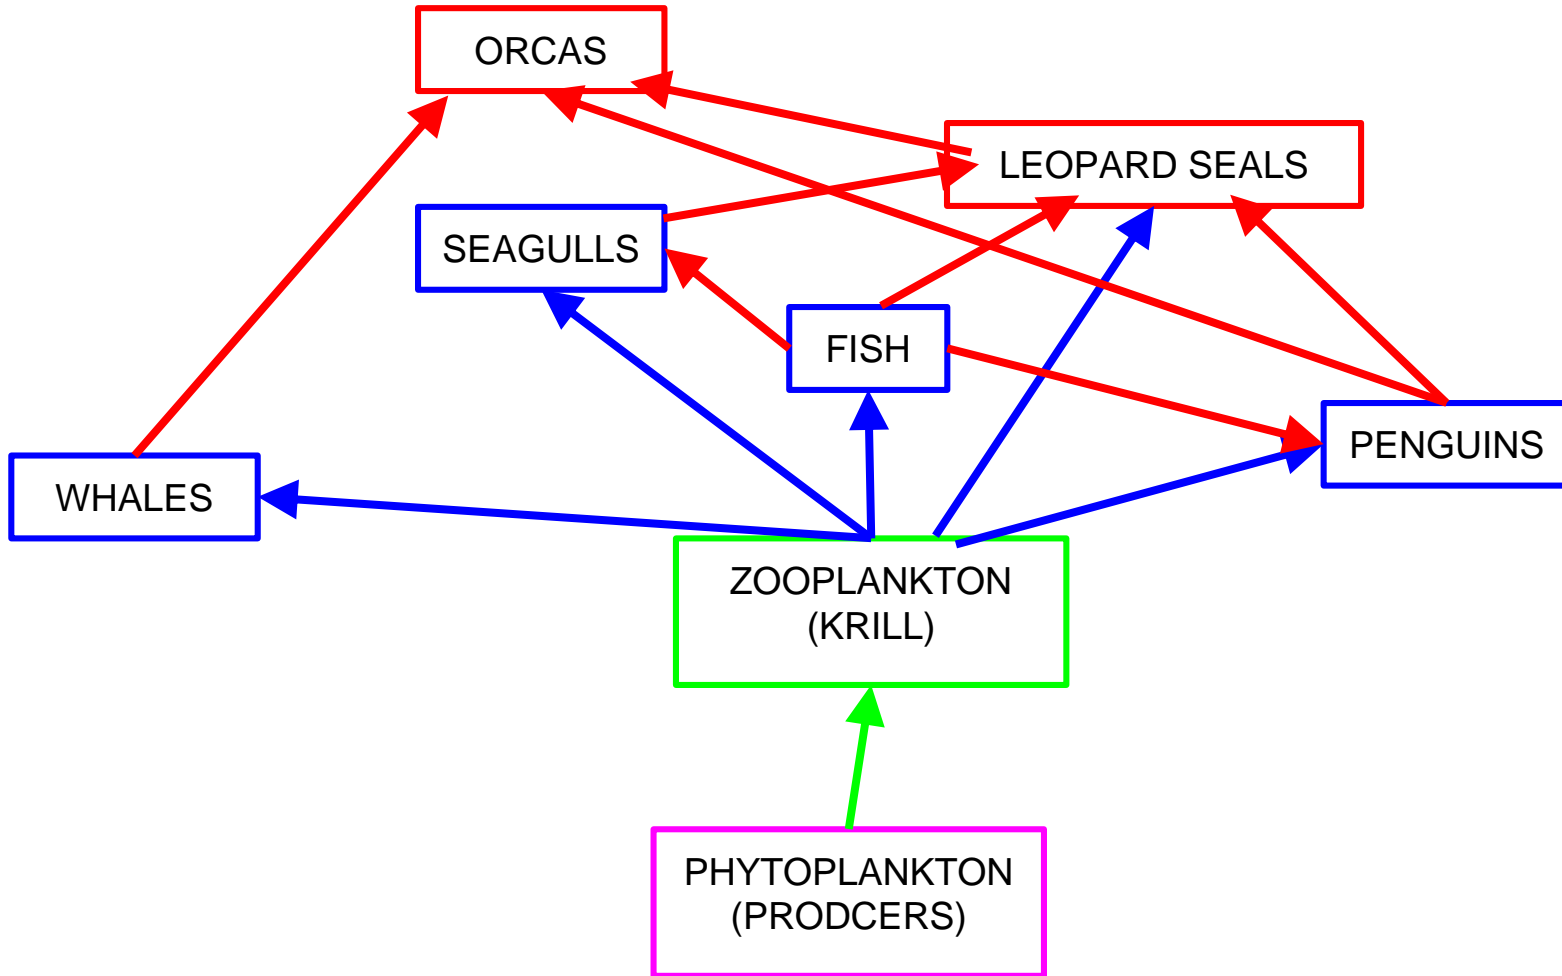 ORCAS
LEOPARD SEALS
SEAGULLS
FISH
PENGUINS
WHALES
ZOOPLANKTON
(KRILL)
PHYTOPLANKTON
(PRODCERS)